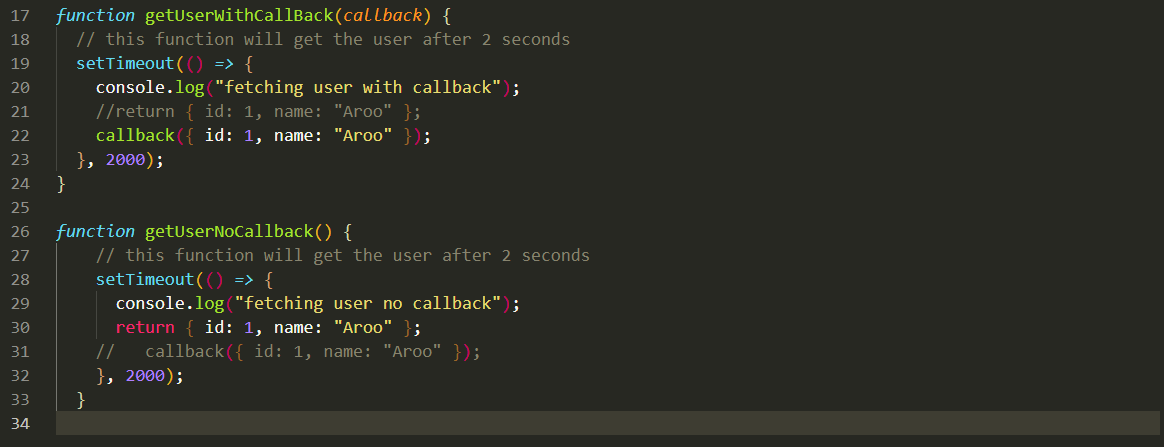 17 function getUserWithCallBack(callback) {
18 // this function will get the user after 2 seconds
19 setTimeout(() => {
20 console.log("fetching user with callback");
21 //return { id: 1, name: "Aroo" };
22 callback({ id: 1, name: "Aroo" });
23 }, 2000);
24 }
25
26 function getUserNoCallback() {
27 // this function will get the user after 2 seconds
28 setTimeout(() => {
29 console.log("fetching user no callback");
30 return { id: 1, name: "Aroo" };
31 //   callback({ id: 1, name: "Aroo" });
32 }, 2000);
33 }
34